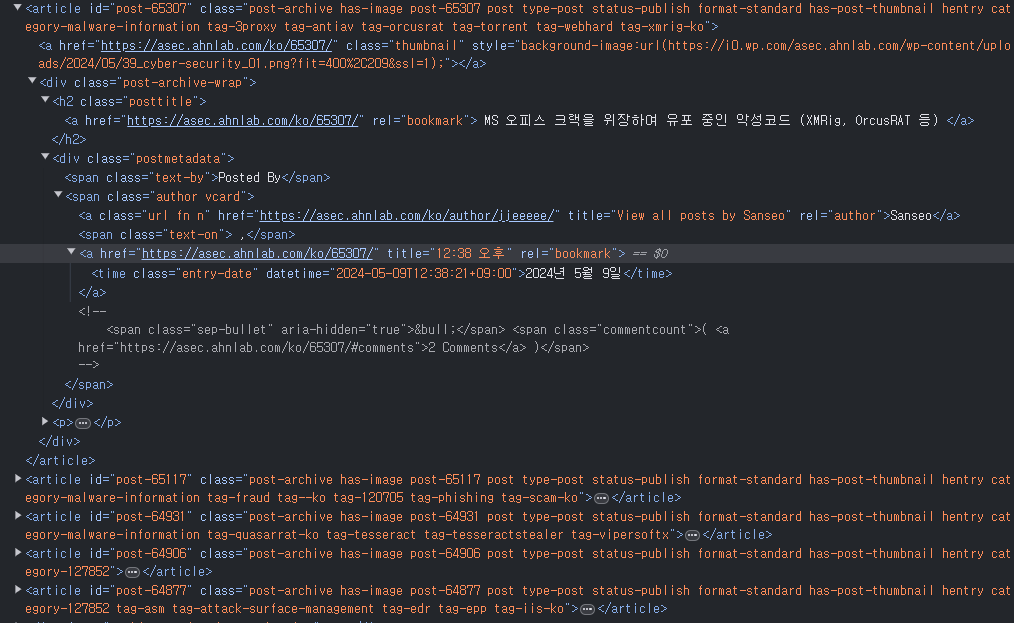 <article id="post-65307" class="post-archive has-image post-65307 post type-post status-publish format-standard has-post-thumbnail hentry cat
egory-malware-information tag-3proxy tag-antiav tag-orcusrat tag-torrent tag-webhard tag-xmrig-ko">
<a href="https://asec.ahnlab.com/ko/65307/" class="thumbnail" style="background-image:url(https://i0.wp.com/asec.ahnlab.com/wp-content/uplo
ads/2024/05/39_cyber-security_01.png?fit=400%2C209&ssl=1);"></a>
<div class="post-archive-wrap">
<h2 class="posttitle">
<a href="https://asec.ahnlab.com/ko/65307/" rel="bookmark"> MS 오피스 크랙을 위장하여 유포 중인 악성코드 (XMRig, OrcusRAT 등) </a>
</h2>
<div class="postmetadata">
<span class="text-by">Posted By</span>
<span class="author vcard">
<a class="url fn n" href="https://asec.ahnlab.com/ko/author/ijeeeee/" title="View all posts by Sanseo" rel="author">Sanseo</a>
<span class="text-on"> ,</span>
<a href="https://asec.ahnlab.com/ko/65307/" title="12:38 오후" rel="bookmark"> == $0
<time class="entry-date" datetime="2024-05-09T12:38:21+09:00">2024년 5월 9일</time>
</a>
<!--
<span class="sep-bullet" aria-hidden="true">&bull;</span> <span class="commentcount">( <a
href="https://asec.ahnlab.com/ko/65307/#comments">2 Comments</a> )</span>
-->
</span>
</div>
<p>…</p>
</div>
</article>
<article id="post-65117" class="post-archive has-image post-65117 post type-post status-publish format-standard has-post-thumbnail hentry cat
egory-malware-information tag-fraud tag--ko tag-120705 tag-phishing tag-scam-ko">…</article>
<article id="post-64931" class="post-archive has-image post-64931 post type-post status-publish format-standard has-post-thumbnail hentry cat
egory-malware-information tag-quasarrat-ko tag-tesseract tag-tesseractstealer tag-vipersoftx">…</article>
<article id="post-64906" class="post-archive has-image post-64906 post type-post status-publish format-standard has-post-thumbnail hentry cat
egory-127852">…</article>
<article id="post-64877" class="post-archive has-image post-64877 post type-post status-publish format-standard has-post-thumbnail hentry cat
egory-127852 tag-asm tag-attack-surface-management tag-edr tag-epp tag-iis-ko">…</article>